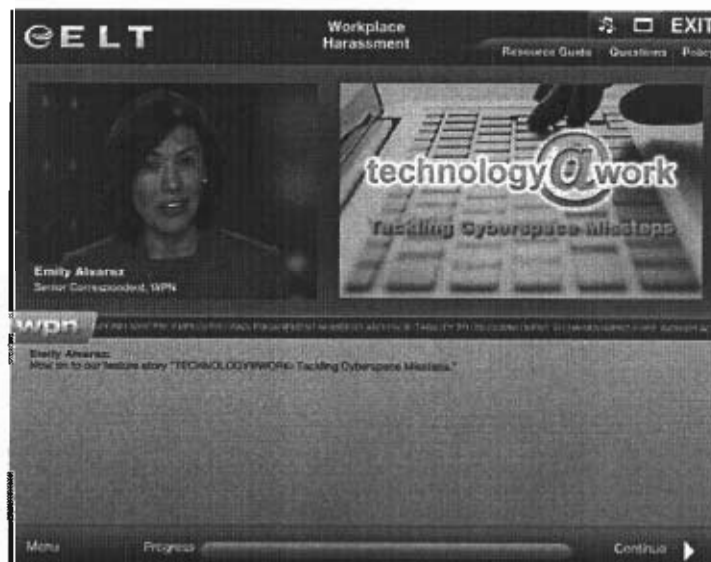 ELT
Workplace
Harassment
EXIT
Resource Guide Questions Policy
technology@work
Tackling Cyberspace Missteps
Emily Alvarez
Senior Correspondent, WPN
wpn
Emily Alvarez:
Now on to our feature story "TECHNOLOGY@WORK: Tackling Cyberspace Missteps."
Menu Progress Continue